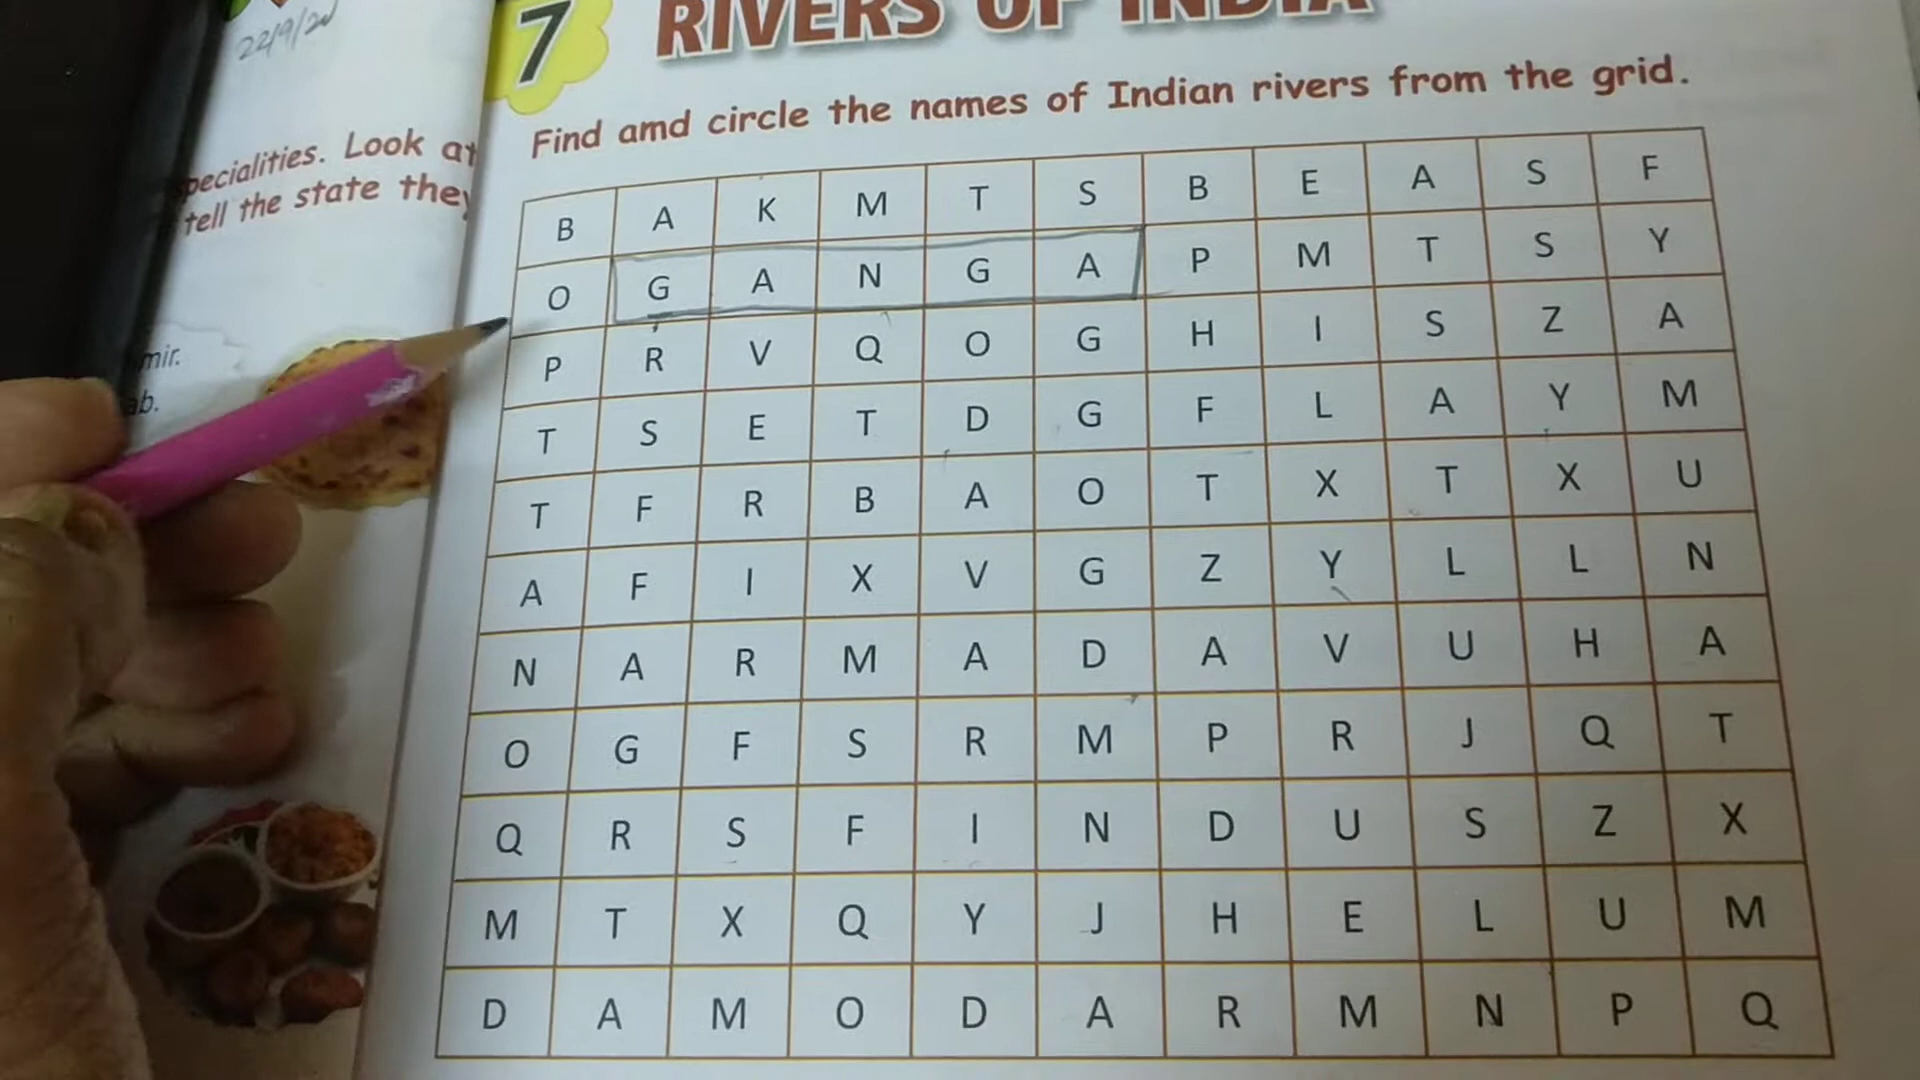 22/9/20
pecialities. Look at
tell the state they
mir.
ab.
7 RIVERS OF INDIA
Find amd circle the names of Indian rivers from the grid.
B A K M T S B E A S F
O G A N G A P M T S Y
P R V Q O G H I S Z A
T S E T D G F L A Y M
T F R B A O T X T X U
A F I X V G Z Y L L N
N A R M A D A V U H A
O G F S R M P R J Q T
Q R S F I N D U S Z X
M T X Q Y J H E L U M
D A M O D A R M N P Q